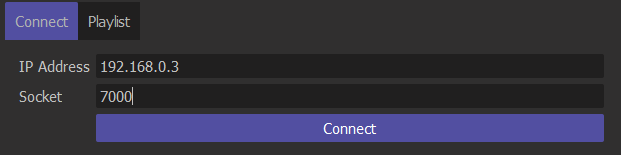 Connect Playlist
IP Address 192.168.0.3
Socket 7000
Connect